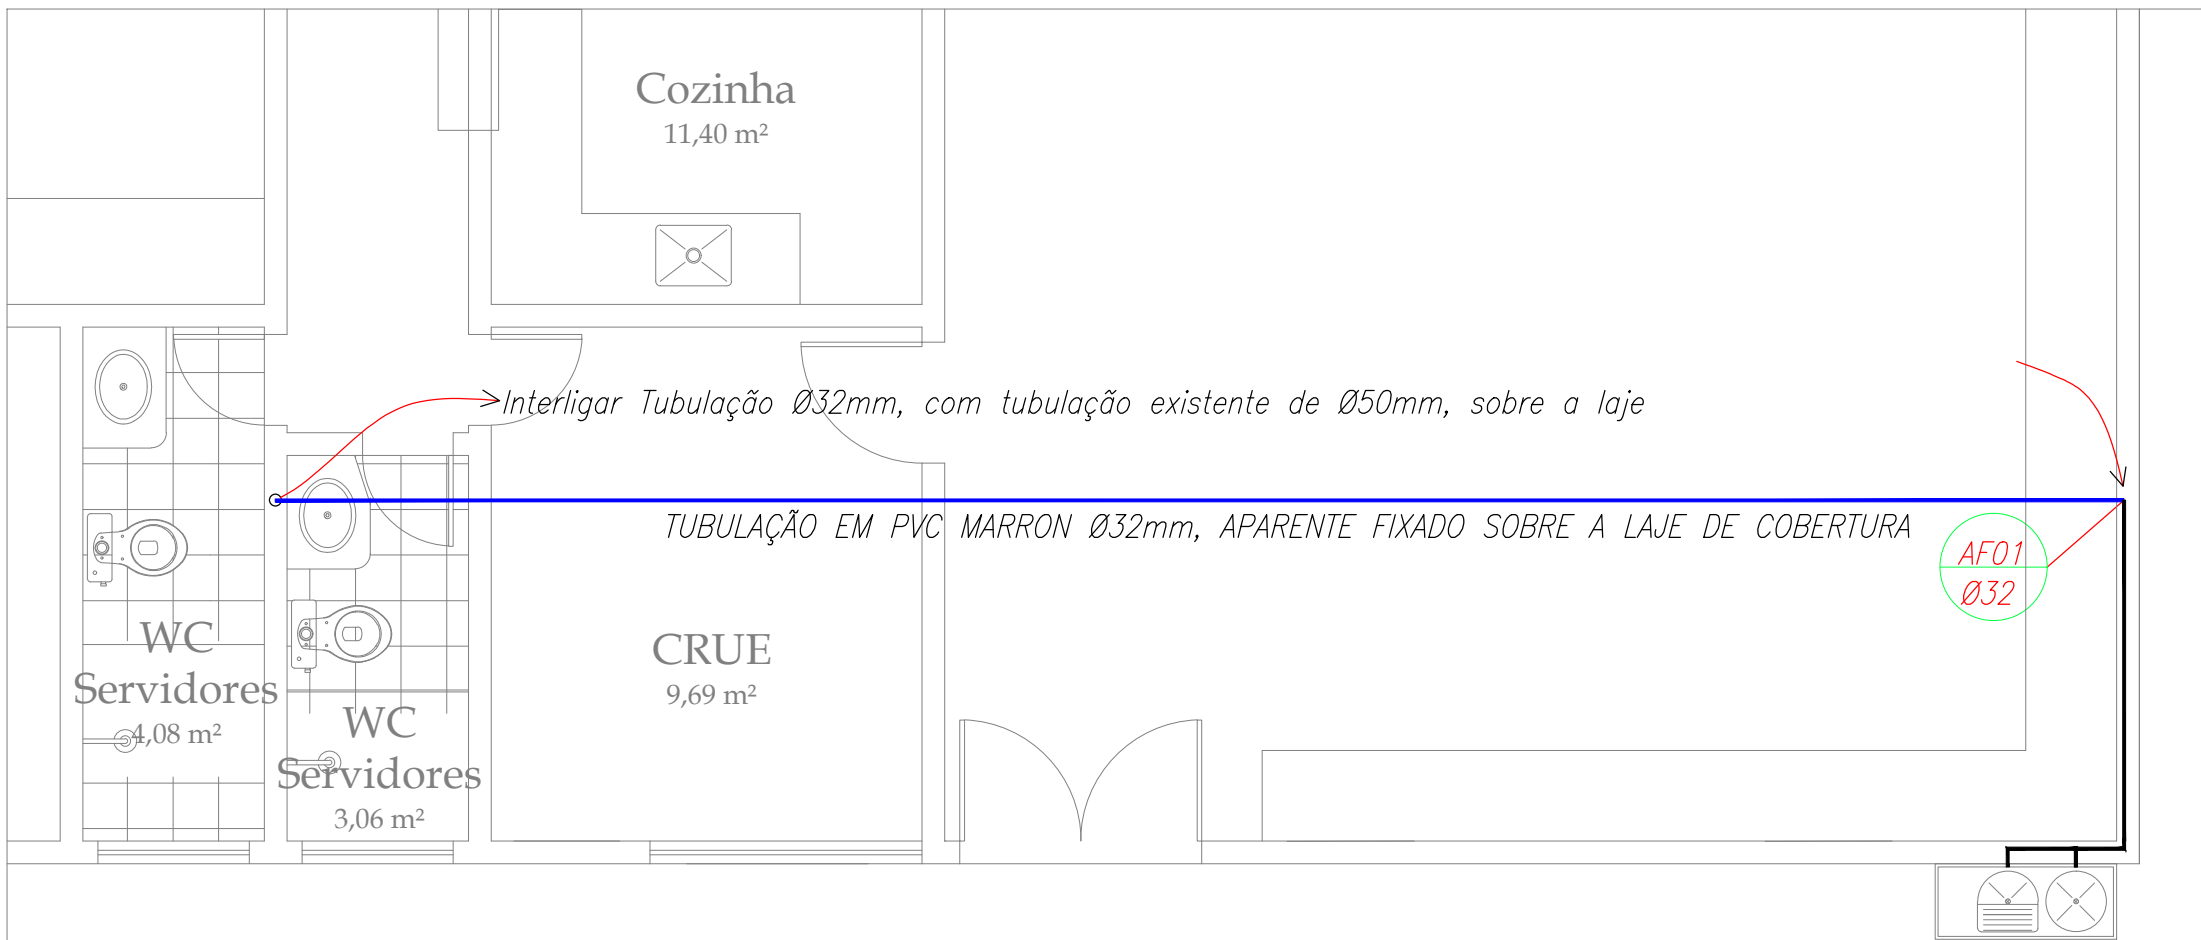 Cozinha
11,40 m²
Interligar Tubulação Ø32mm, com tubulação existente de Ø50mm, sobre a laje
TUBULAÇÃO EM PVC MARRON Ø32mm, APARENTE FIXADO SOBRE A LAJE DE COBERTURA
AF01
Ø32
WC
Servidores
4,08 m²
WC
Servidores
3,06 m²
CRUE
9,69 m²